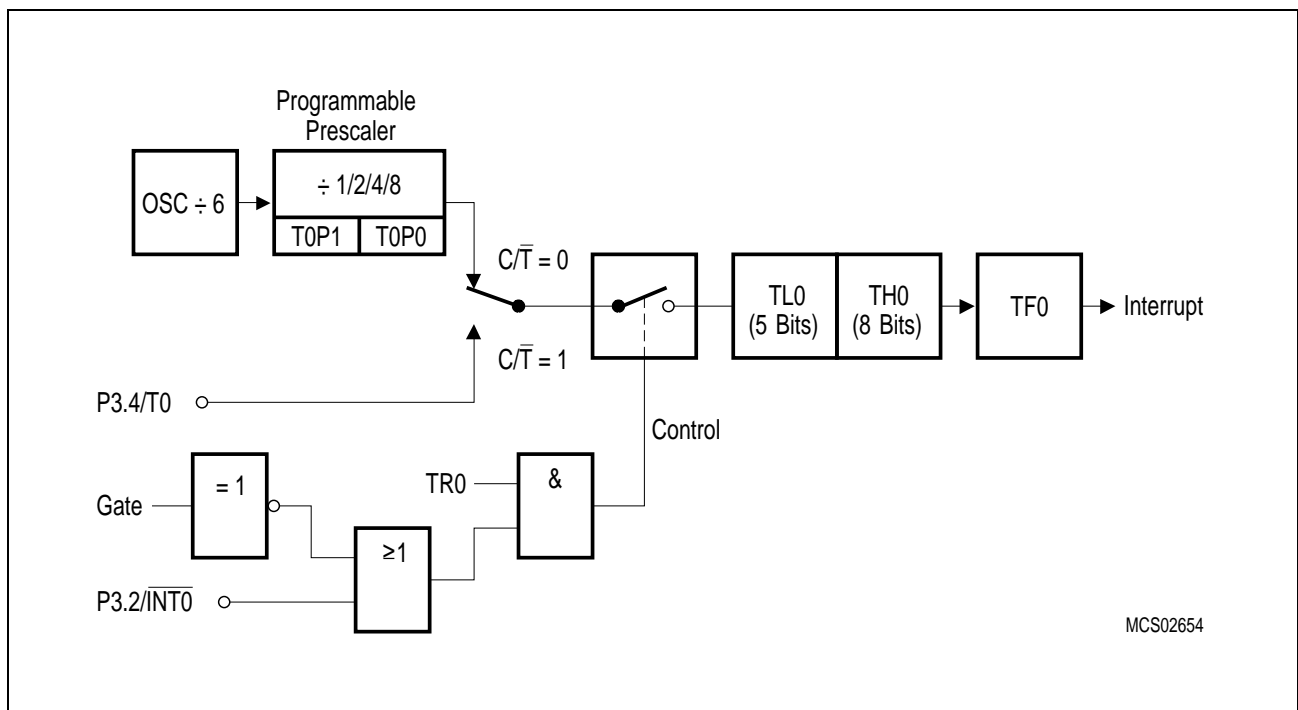 Programmable
Prescaler
OSC ÷ 6
÷ 1/2/4/8
T0P1
T0P0
C/T̅ = 0
C/T̅ = 1
TL0
(5 Bits)
TH0
(8 Bits)
TF0
Interrupt
P3.4/T0
Control
Gate
= 1
TR0
&
≥1
P3.2/I̅N̅T̅0̅
MCS02654